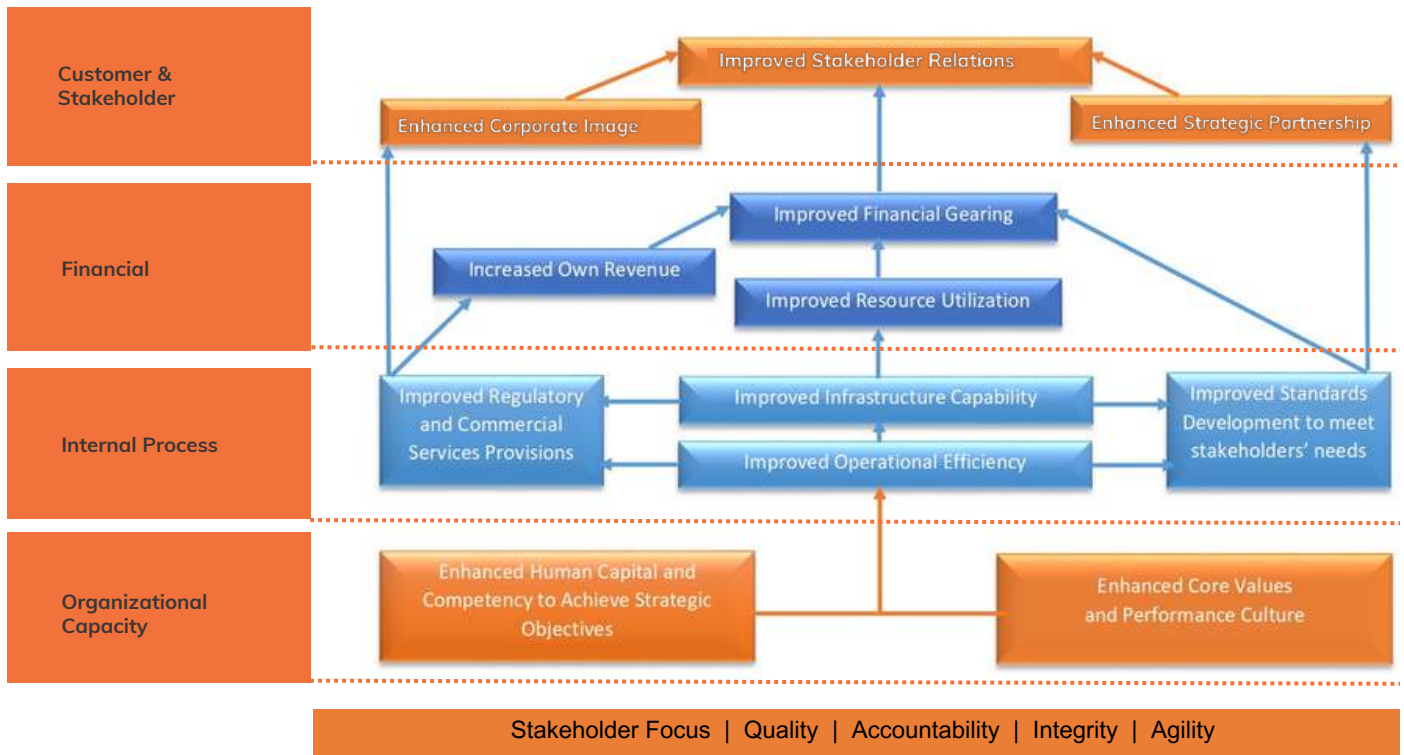 Customer &
Stakeholder
Improved Stakeholder Relations
Enhanced Corporate Image
Enhanced Strategic Partnership
Financial
Improved Financial Gearing
Increased Own Revenue
Improved Resource Utilization
Internal Process
Improved Regulatory
and Commercial
Services Provisions
Improved Infrastructure Capability
Improved Operational Efficiency
Improved Standards
Development to meet
stakeholders’ needs
Organizational
Capacity
Enhanced Human Capital and
Competency to Achieve Strategic
Objectives
Enhanced Core Values
and Performance Culture
Stakeholder Focus | Quality | Accountability | Integrity | Agility